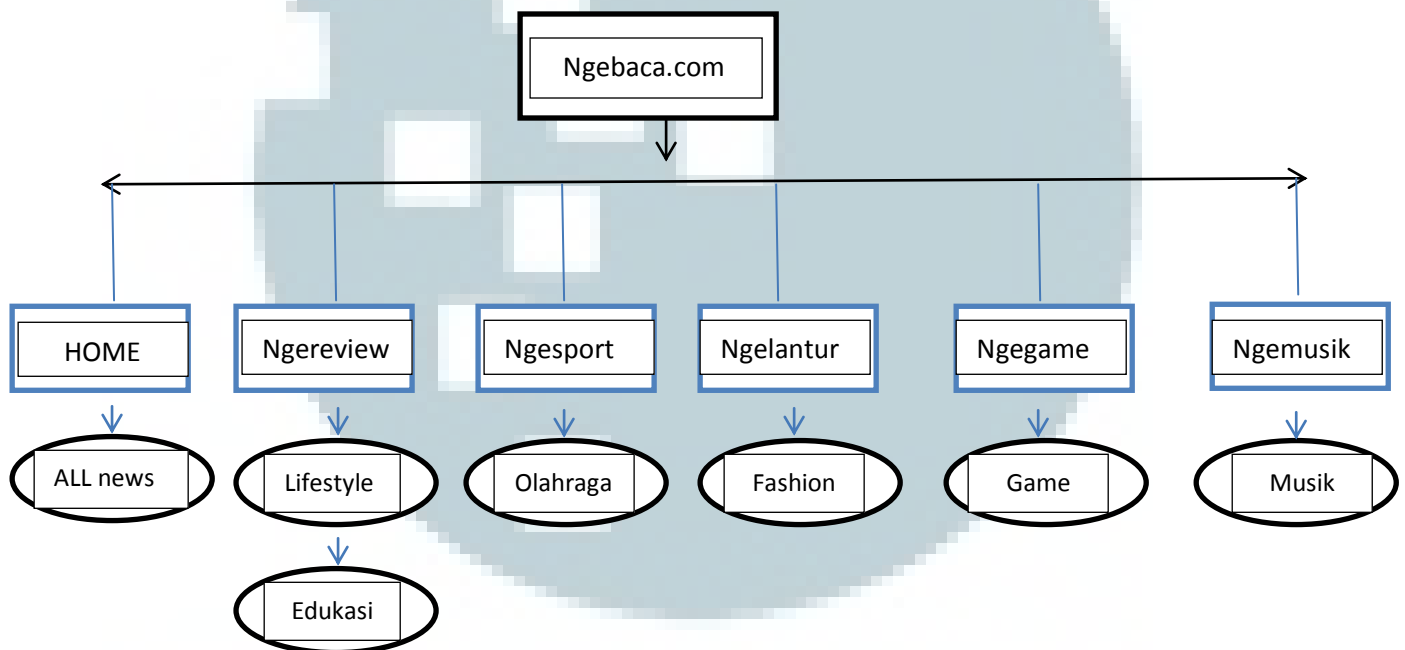 Ngebaca.com
HOME
Ngereview
Ngesport
Ngelantur
Ngegame
Ngemusik
ALL news
Lifestyle
Olahraga
Fashion
Game
Musik
Edukasi